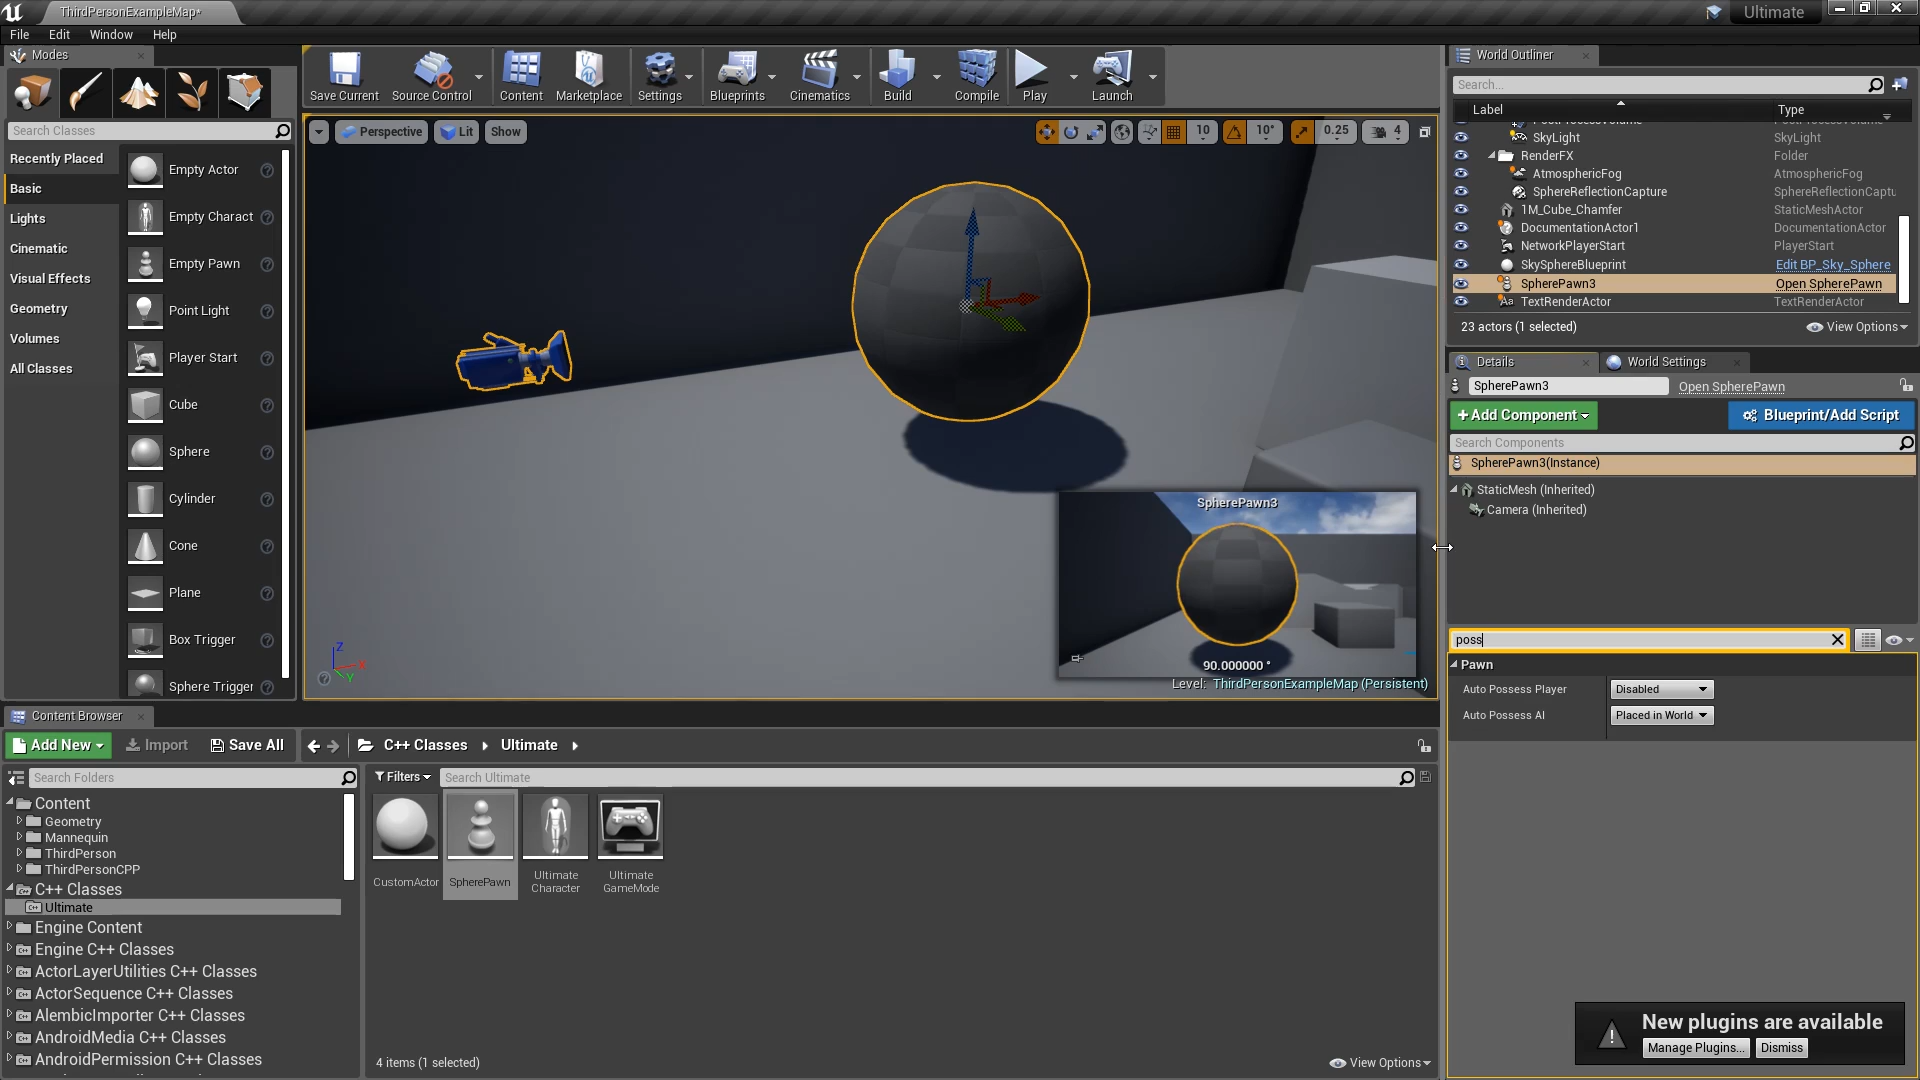 ThirdPersonExampleMap*
Ultimate
File Edit Window Help
Modes
Search Classes
Recently Placed
Basic
Lights
Cinematic
Visual Effects
Geometry
Volumes
All Classes
Empty Actor
Empty Charact
Empty Pawn
Point Light
Player Start
Cube
Sphere
Cylinder
Cone
Plane
Box Trigger
Sphere Trigger
Save Current
Source Control
Content
Marketplace
Settings
Blueprints
Cinematics
Build
Compile
Play
Launch
Perspective
Lit
Show
10
10°
0.25
4
Z
X
Y
SpherePawn3
90.000000 °
Level: ThirdPersonExampleMap (Persistent)
World Outliner
Search...
Label Type
SkyLight SkyLight
RenderFX Folder
AtmosphericFog AtmosphericFog
SphereReflectionCapture SphereReflectionCaptu
1M_Cube_Chamfer StaticMeshActor
DocumentationActor1 DocumentationActor
NetworkPlayerStart PlayerStart
SkySphereBlueprint Edit BP_Sky_Sphere
SpherePawn3 Open SpherePawn
TextRenderActor TextRenderActor
23 actors (1 selected)
View Options
Details
World Settings
SpherePawn3
Open SpherePawn
+Add Component
Blueprint/Add Script
Search Components
SpherePawn3(Instance)
StaticMesh (Inherited)
Camera (Inherited)
poss
Pawn
Auto Possess Player Disabled
Auto Possess AI Placed in World
New plugins are available
Manage Plugins...
Dismiss
Content Browser
Add New
Import
Save All
C++ Classes
Ultimate
Search Folders
Filters
Search Ultimate
Content
Geometry
Mannequin
ThirdPerson
ThirdPersonCPP
C++ Classes
Ultimate
Engine Content
Engine C++ Classes
ActorLayerUtilities C++ Classes
ActorSequence C++ Classes
AlembicImporter C++ Classes
AndroidMedia C++ Classes
AndroidPermission C++ Classes
CustomActor
SpherePawn
Ultimate
Character
Ultimate
GameMode
4 items (1 selected)
View Options